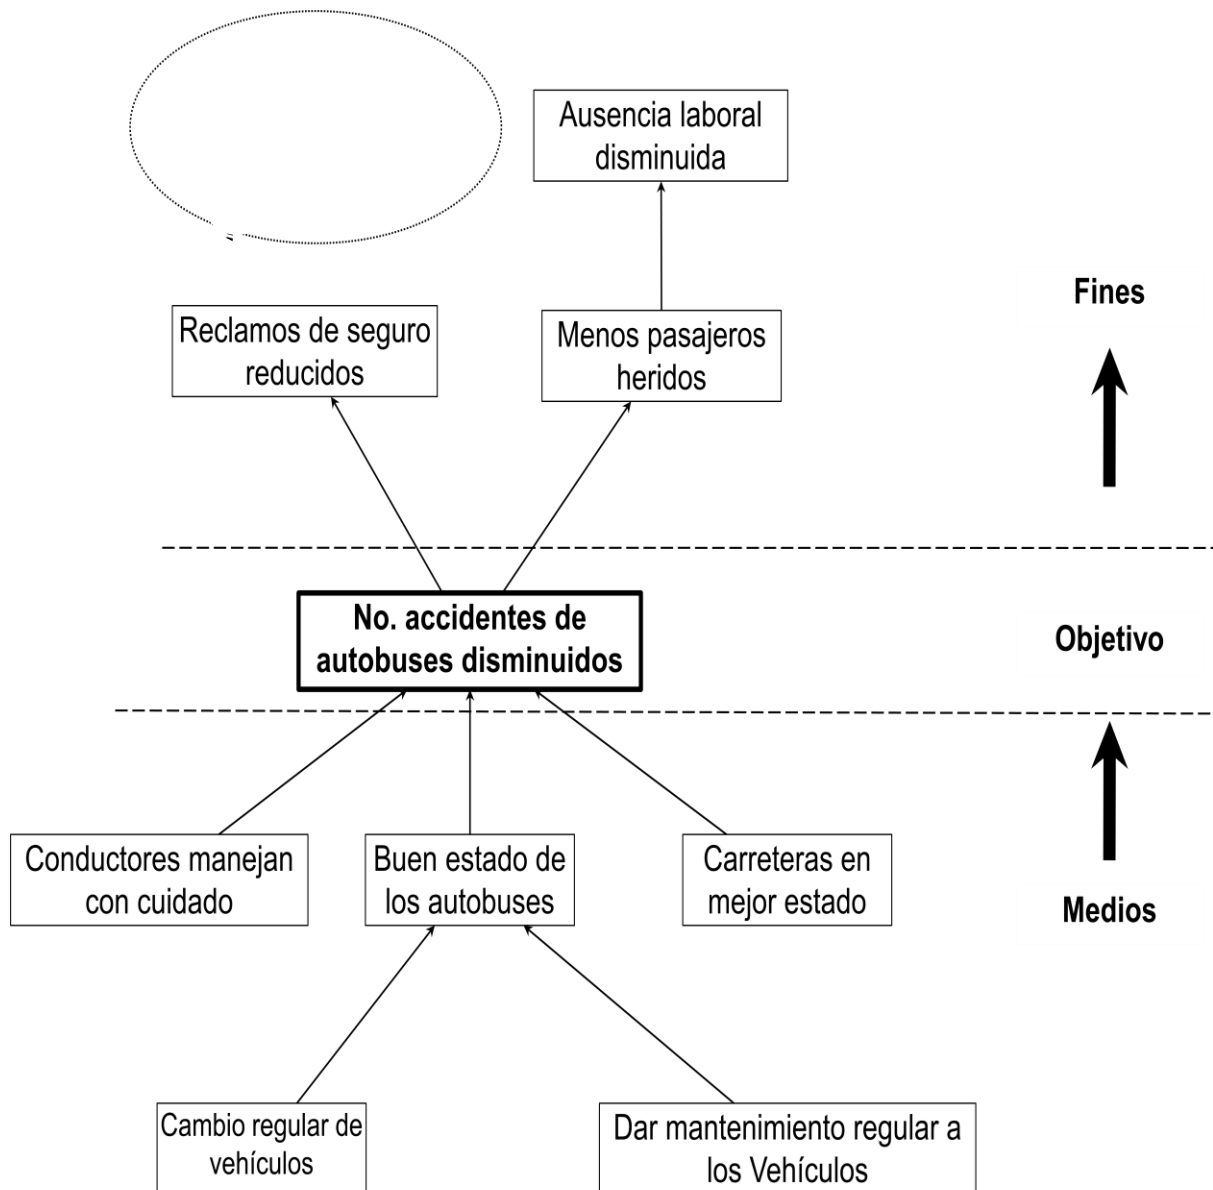 Ausencia laboral
disminuida
Fines
Reclamos de seguro
reducidos
Menos pasajeros
heridos
No. accidentes de
autobuses disminuidos
Objetivo
Conductores manejan
con cuidado
Buen estado de
los autobuses
Carreteras en
mejor estado
Medios
Cambio regular de
vehículos
Dar mantenimiento regular a
los Vehículos